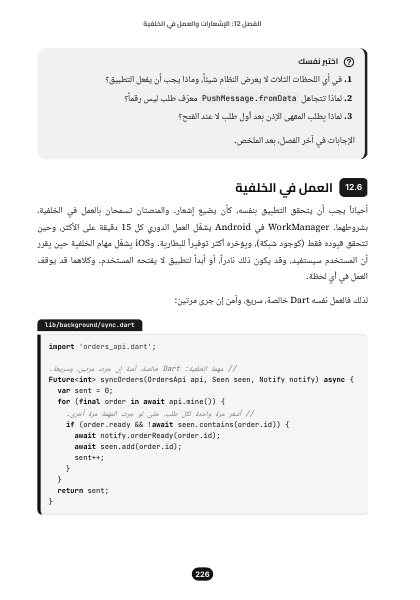 الفصل 12: الإشعارات والعمل في الخلفية
اختبر نفسك
1. في أي اللحظات الثلاث لا يعرض النظام شيئاً، وماذا يجب أن يفعل التطبيق؟
2. لماذا تتجاهل PushMessage.fromData معرّف طلب ليس رقماً؟
3. لماذا يطلب المقهى الإذن بعد أول طلب لا عند الفتح؟
الإجابات في آخر الفصل، بعد الملخص.
12.6 العمل في الخلفية
أحياناً يجب أن يتحقق التطبيق بنفسه، كأن يضيع إشعار. والمنصتان تسمحان بالعمل في الخلفية،
بشروطهما. WorkManager في Android يشغّل العمل الدوري كل 15 دقيقة على الأكثر، وحين
تتحقق قيوده فقط (كوجود شبكة)، ويؤخره أكثر توفيراً للبطارية. وiOS يشغّل مهام الخلفية حين يقرر
أن المستخدم سيستفيد، وقد يكون ذلك نادراً، أو أبداً لتطبيق لا يفتحه المستخدم. وكلاهما قد يوقف
العمل في أي لحظة.
لذلك فالعمل نفسه Dart خالصة، سريع، وآمن إن جرى مرتين:
lib/background/sync.dart
import 'orders_api.dart';
// مهمة الخلفية: Dart خالصة، آمنة إن جرت مرتين، وسريعة.
Future<int> syncOrders(OrdersApi api, Seen seen, Notify notify) async {
var sent = 0;
for (final order in await api.mine()) {
// أشعر مرة واحدة لكل طلب، حتى لو جرت المهمة مرة أخرى.
if (order.ready && !await seen.contains(order.id)) {
await notify.orderReady(order.id);
await seen.add(order.id);
sent++;
}
}
return sent;
}
226